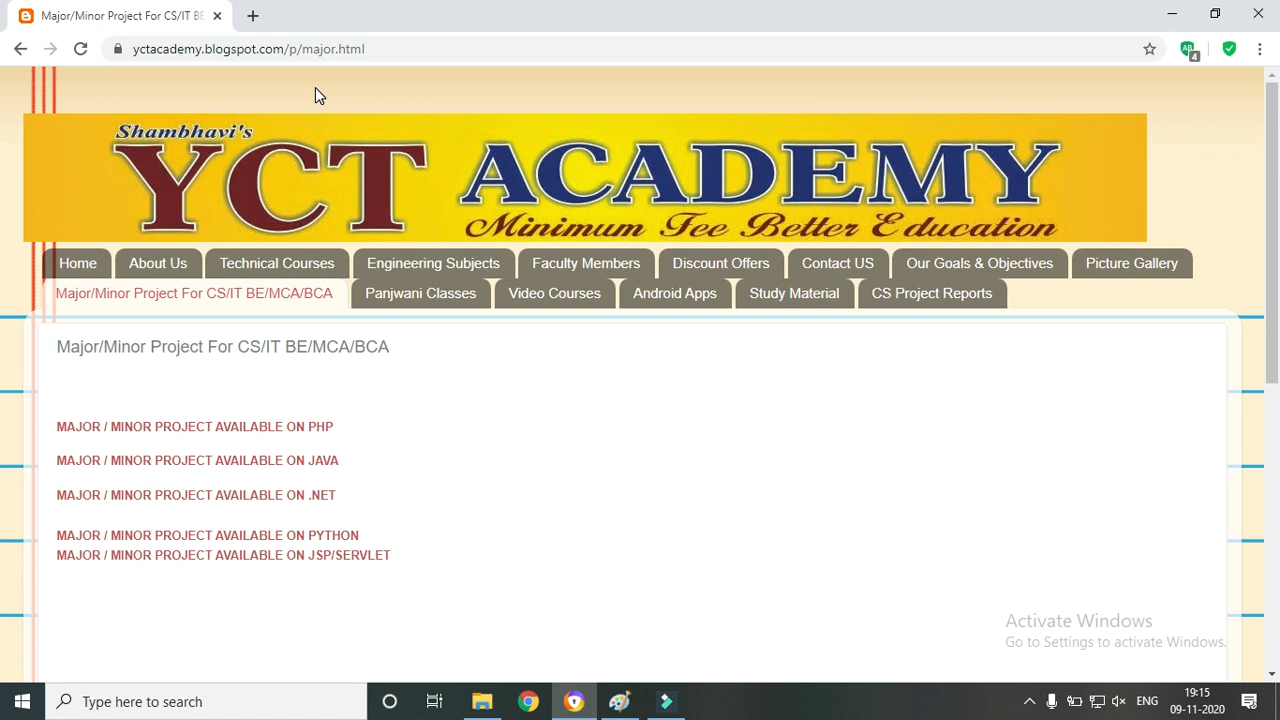 Major/Minor Project For CS/IT BE
yctacademy.blogspot.com/p/major.html
4
Shambhavi's
YCT ACADEMY
Minimum Fee Better Education
Home About Us Technical Courses Engineering Subjects Faculty Members Discount Offers Contact US Our Goals & Objectives Picture Gallery
Major/Minor Project For CS/IT BE/MCA/BCA Panjwani Classes Video Courses Android Apps Study Material CS Project Reports
Major/Minor Project For CS/IT BE/MCA/BCA
MAJOR / MINOR PROJECT AVAILABLE ON PHP
MAJOR / MINOR PROJECT AVAILABLE ON JAVA
MAJOR / MINOR PROJECT AVAILABLE ON .NET
MAJOR / MINOR PROJECT AVAILABLE ON PYTHON
MAJOR / MINOR PROJECT AVAILABLE ON JSP/SERVLET
Activate Windows
Go to Settings to activate Windows.
Type here to search
ENG
19:15
09-11-2020